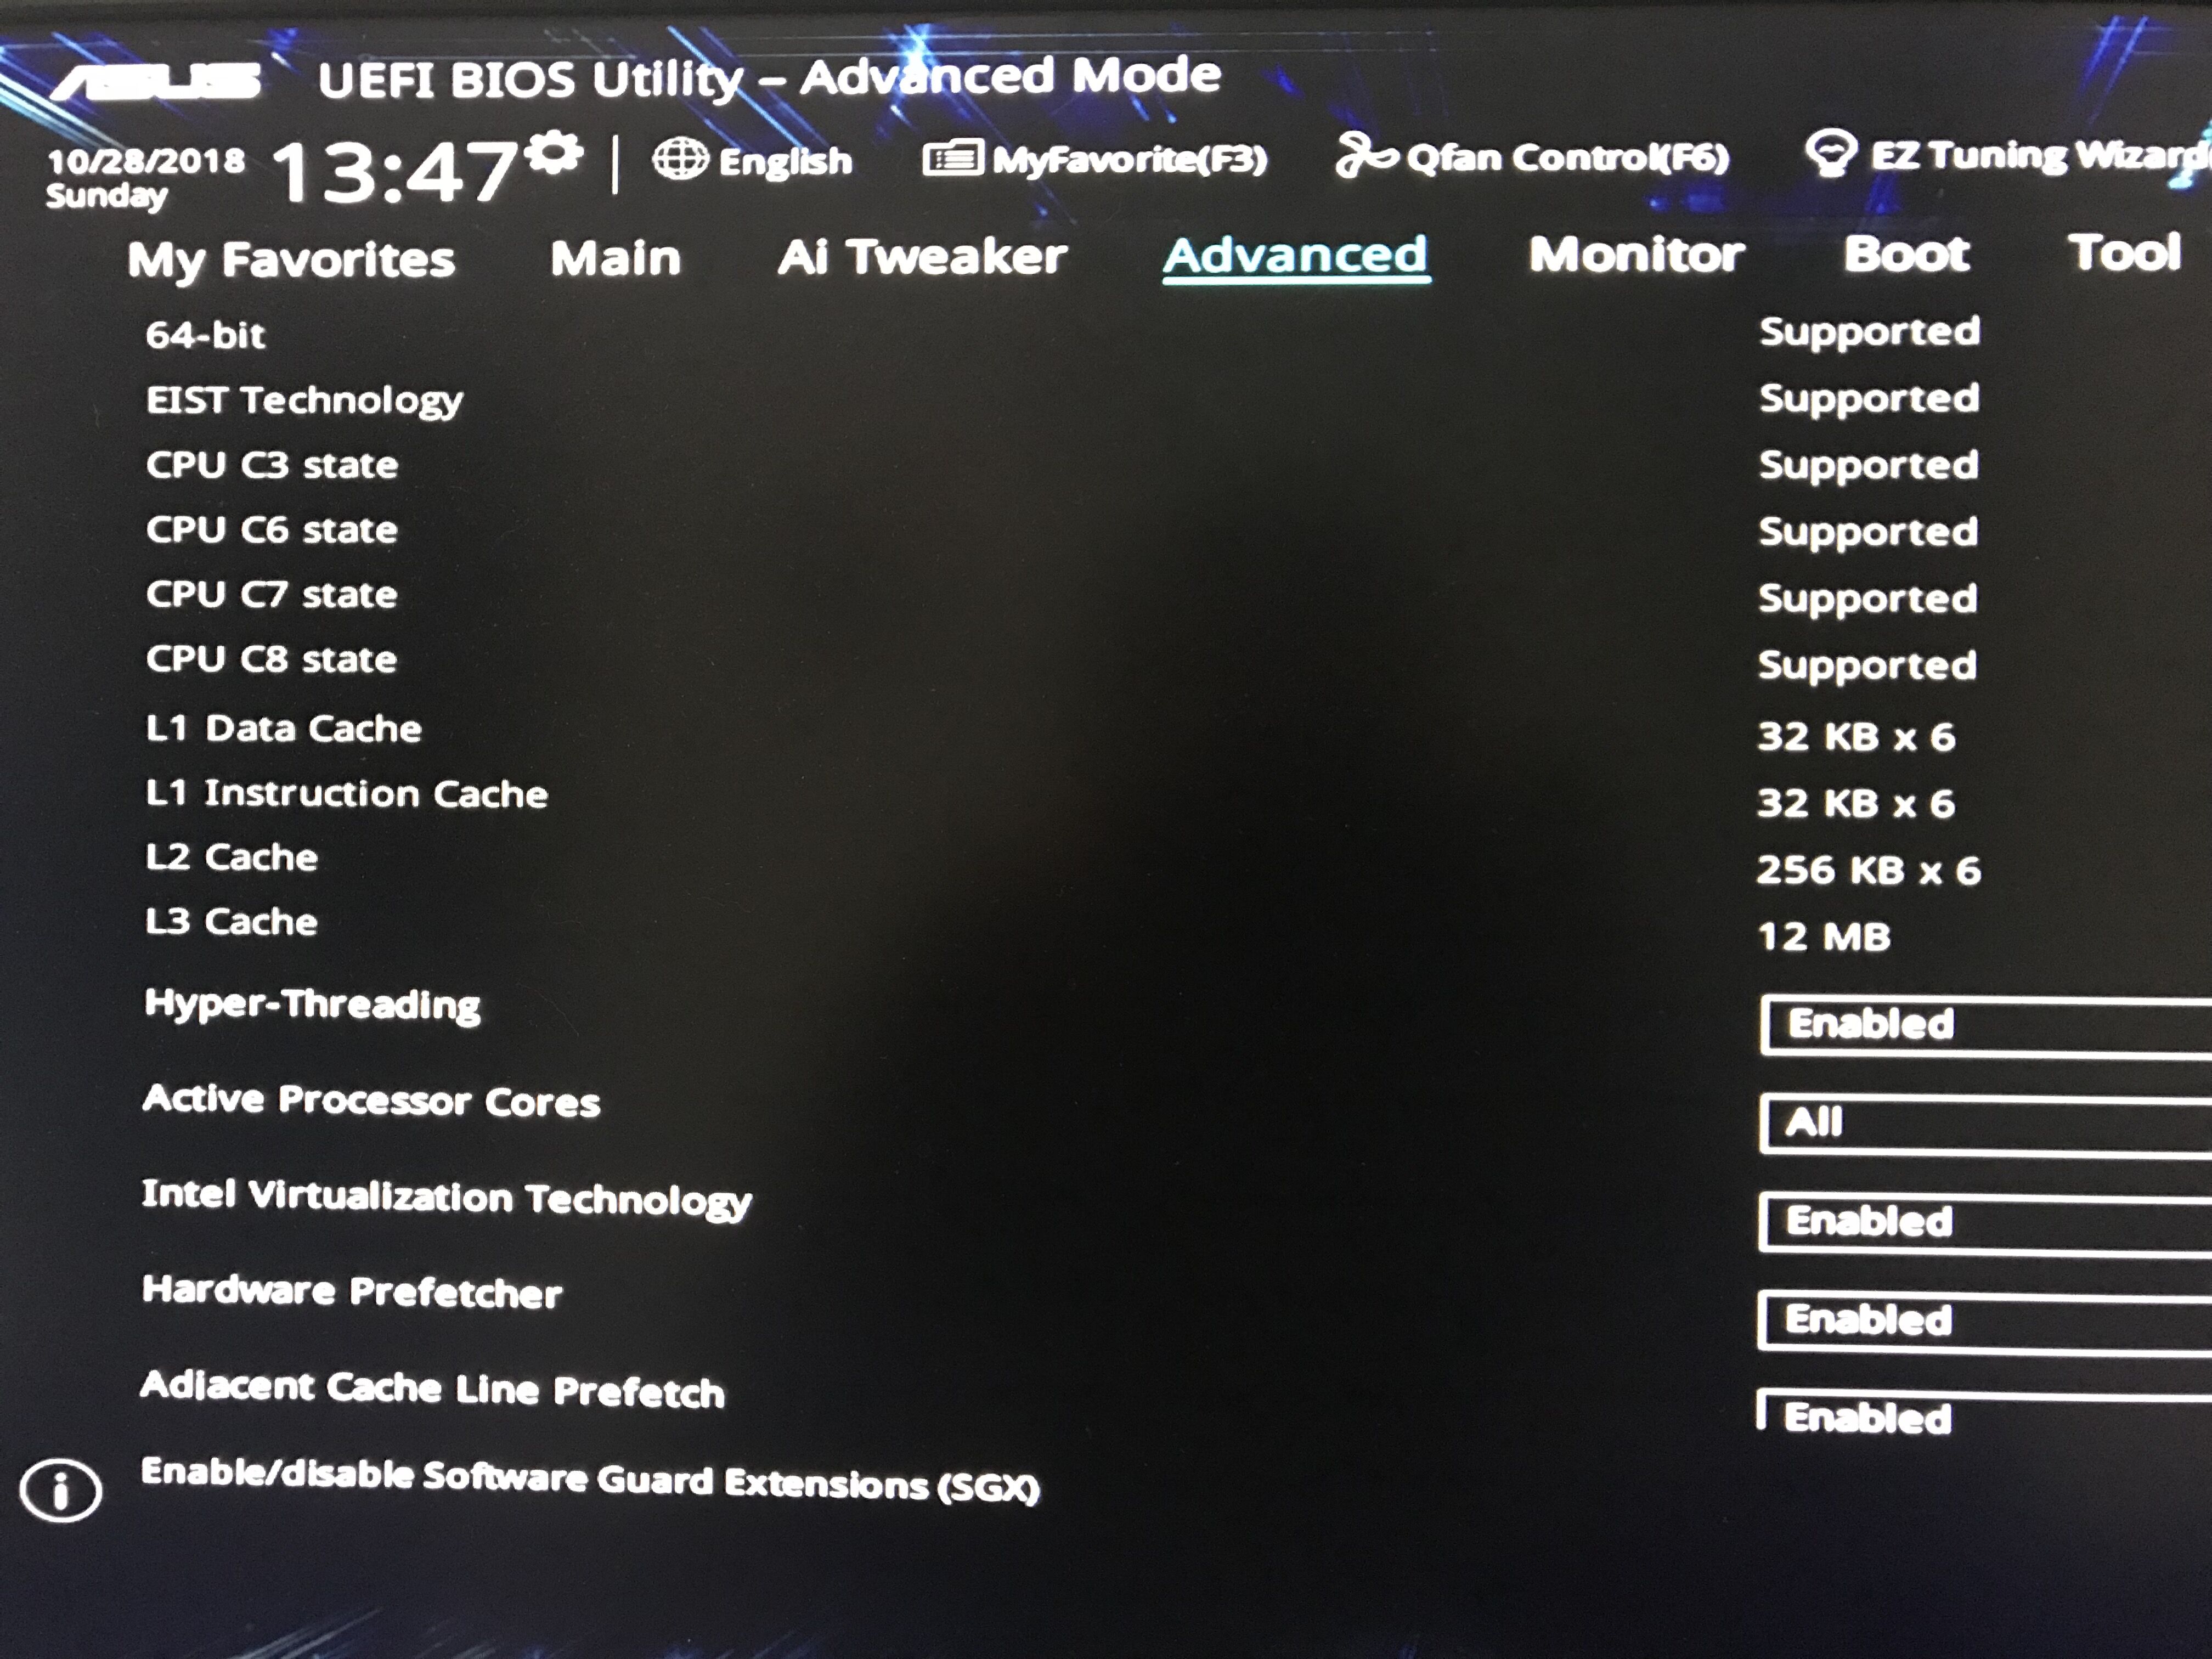 ASUS UEFI BIOS Utility – Advanced Mode
10/28/2018
Sunday
13:47
English MyFavorite(F3) Qfan Control(F6) EZ Tuning Wizard(
My Favorites Main Ai Tweaker Advanced Monitor Boot Tool
64-bit Supported
EIST Technology Supported
CPU C3 state Supported
CPU C6 state Supported
CPU C7 state Supported
CPU C8 state Supported
L1 Data Cache 32 KB x 6
L1 Instruction Cache 32 KB x 6
L2 Cache 256 KB x 6
L3 Cache 12 MB
Hyper-Threading Enabled
Active Processor Cores All
Intel Virtualization Technology Enabled
Hardware Prefetcher Enabled
Adjacent Cache Line Prefetch Enabled
Enable/disable Software Guard Extensions (SGX)